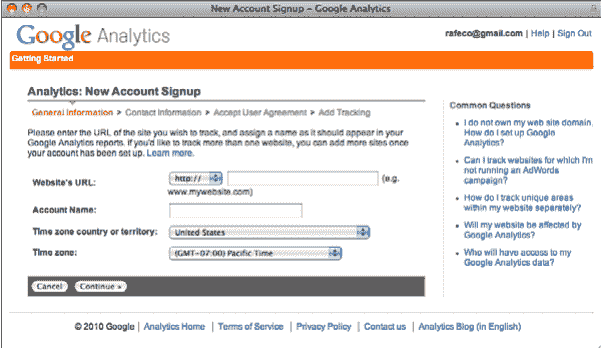 New Account Signup – Google Analytics
Google Analytics
rafeco@gmail.com | Help | Sign Out
Getting Started
Analytics: New Account Signup
General Information > Contact Information > Accept User Agreement > Add Tracking
Please enter the URL of the site you wish to track, and assign a name as it should appear in your
Google Analytics reports. If you'd like to track more than one website, you can add more sites once
your account has been set up. Learn more.
Website's URL: http:// (e.g.
www.mywebsite.com)
Account Name:
Time zone country or territory: United States
Time zone: (GMT-07:00) Pacific Time
Cancel Continue »
Common Questions
• I do not own my web site domain.
How do I set up Google
Analytics?
• Can I track websites for which I'm
not running an AdWords
campaign?
• How do I track unique areas
within my website separately?
• Will my website be affected by
Google Analytics?
• Who will have access to my
Google Analytics data?
© 2010 Google | Analytics Home | Terms of Service | Privacy Policy | Contact us | Analytics Blog (in English)